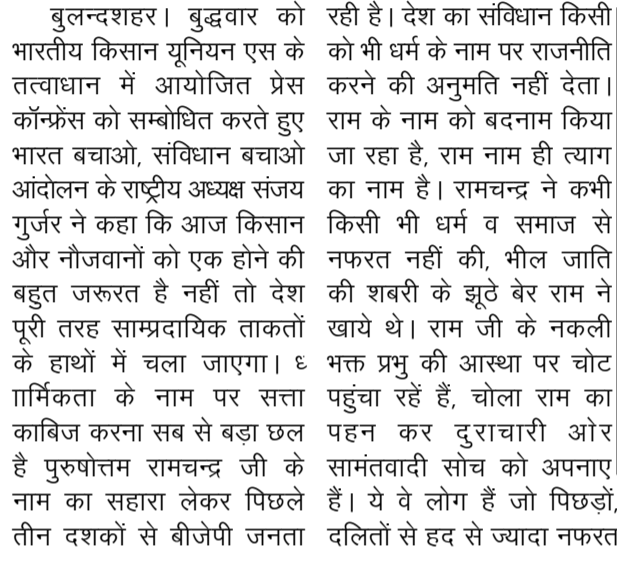 बुलन्दशहर। बुद्धवार को
भारतीय किसान यूनियन एस के
तत्वाधान में आयोजित प्रेस
कॉन्फ्रेंस को सम्बोधित करते हुए
भारत बचाओ, संविधान बचाओ
आंदोलन के राष्ट्रीय अध्यक्ष संजय
गुर्जर ने कहा कि आज किसान
और नौजवानों को एक होने की
बहुत जरूरत है नहीं तो देश
पूरी तरह साम्प्रदायिक ताकतों
के हाथों में चला जाएगा। ध
ार्मिकता के नाम पर सत्ता
काबिज करना सब से बड़ा छल
है पुरुषोत्तम रामचन्द्र जी के
नाम का सहारा लेकर पिछले
तीन दशकों से बीजेपी जनता
रही है। देश का संविधान किसी
को भी धर्म के नाम पर राजनीति
करने की अनुमति नहीं देता।
राम के नाम को बदनाम किया
जा रहा है, राम नाम ही त्याग
का नाम है। रामचन्द्र ने कभी
किसी भी धर्म व समाज से
नफरत नहीं की, भील जाति
की शबरी के झूठे बेर राम ने
खाये थे। राम जी के नकली
भक्त प्रभु की आस्था पर चोट
पहुंचा रहें हैं, चोला राम का
पहन कर दुराचारी ओर
सामंतवादी सोच को अपनाए
हैं। ये वे लोग हैं जो पिछड़ों,
दलितों से हद से ज्यादा नफरत